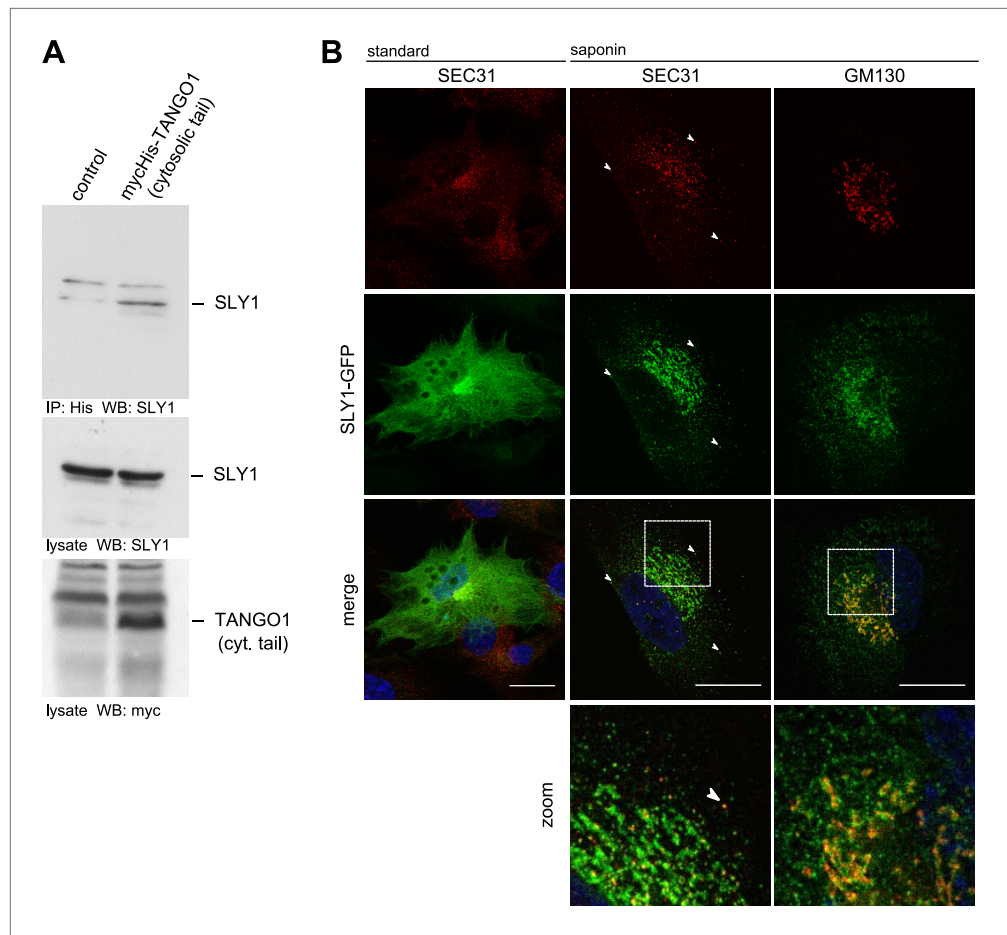 A
control
mycHis-TANGO1
(cytosolic tail)
SLY1
IP: His WB: SLY1
SLY1
lysate WB: SLY1
TANGO1
(cyt. tail)
lysate WB: myc
B
standard
saponin
SEC31
SEC31
GM130
SLY1-GFP
merge
zoom